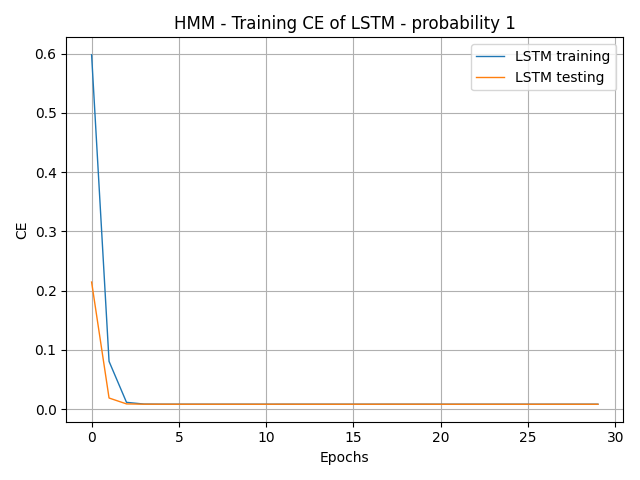 HMM - Training CE of LSTM - probability 1
LSTM training
LSTM testing
0.6
0.5
0.4
0.3
0.2
0.1
0.0
CE
0 5 10 15 20 25 30
Epochs